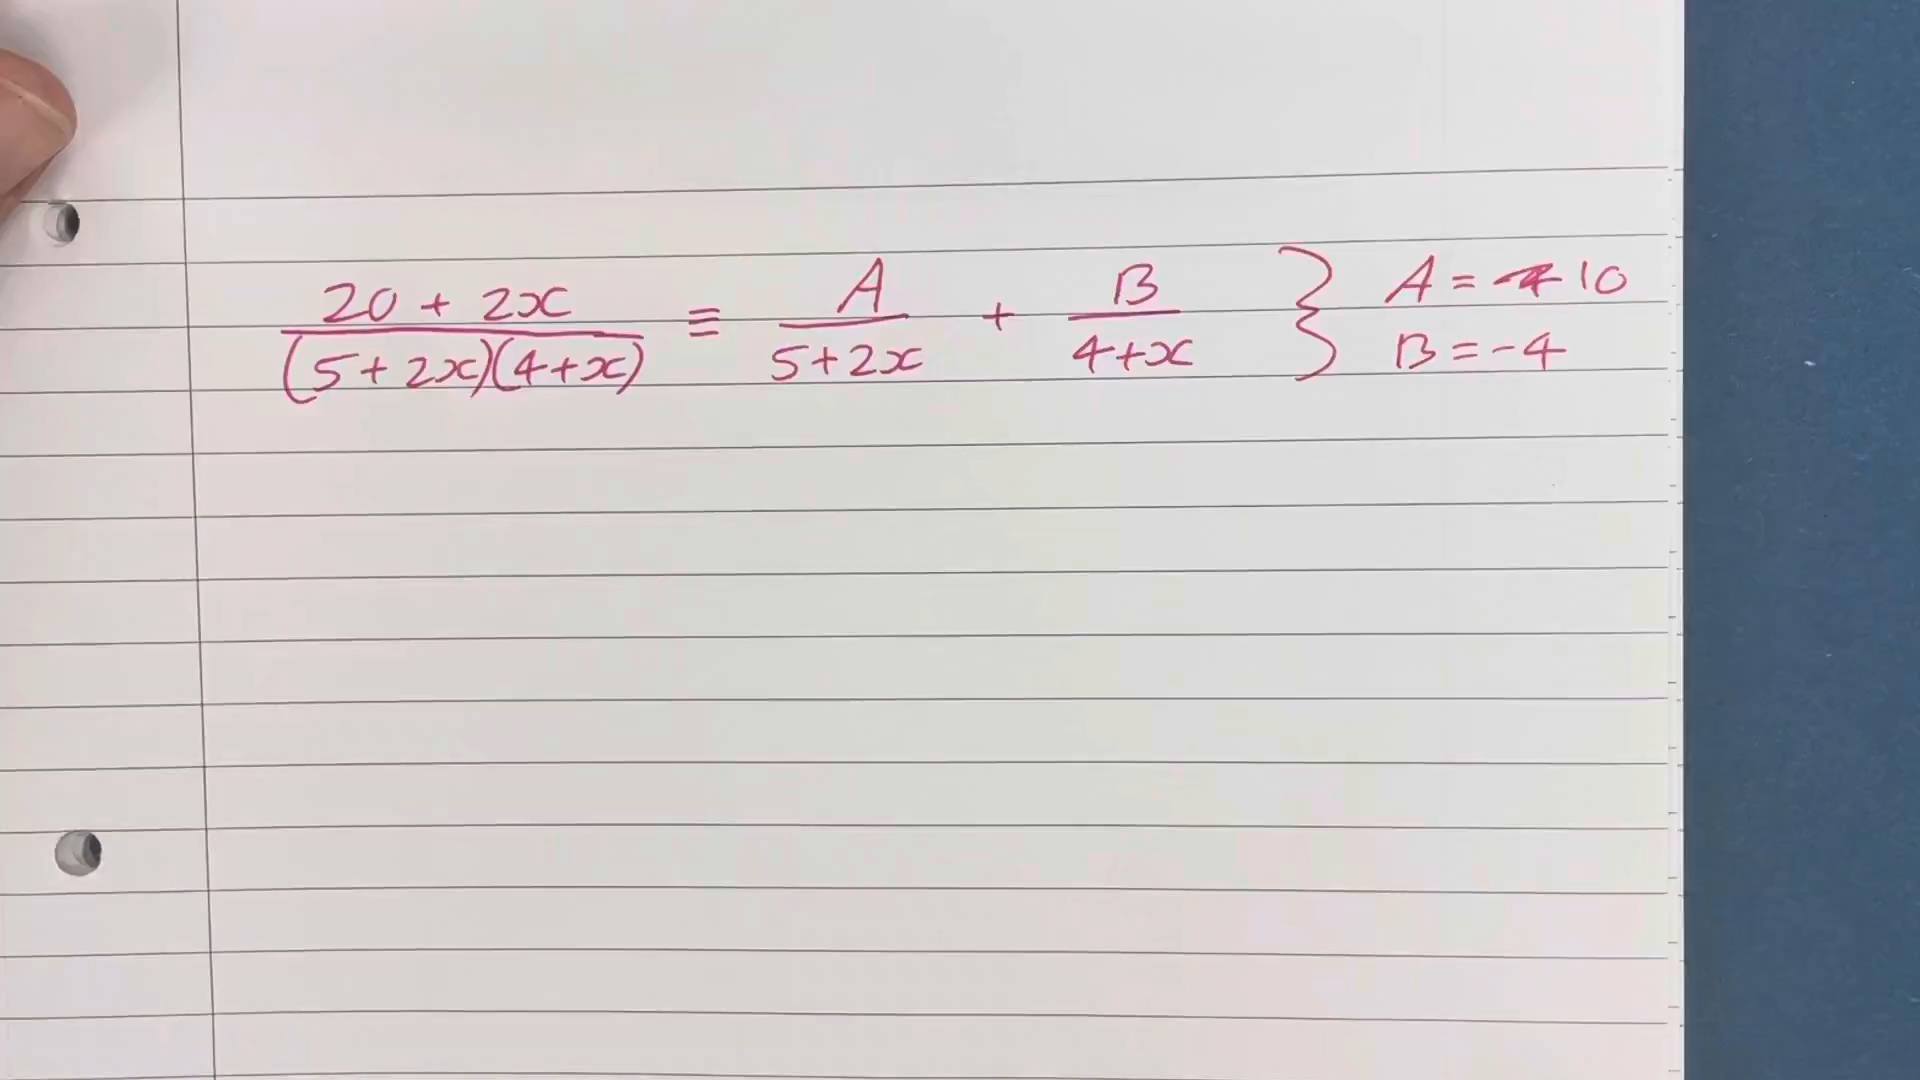 20 + 2x / (5+2x)(4+x) ≡ A / 5+2x + B / 4+x } A = 10
B = -4